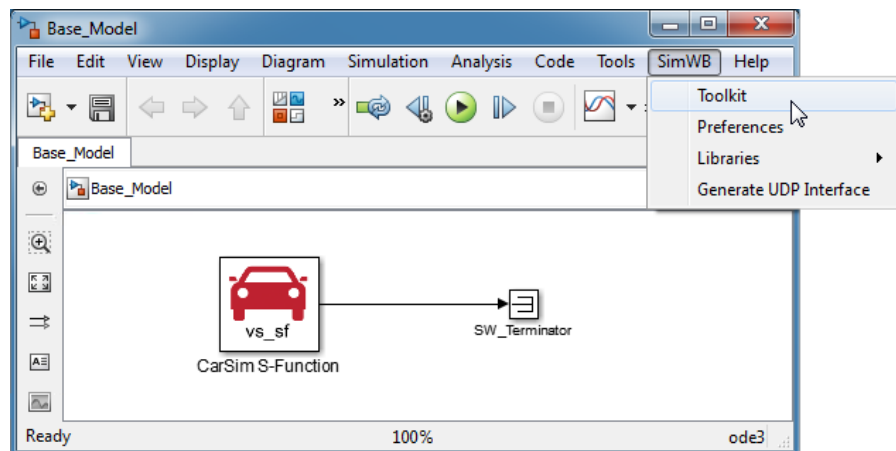 Base_Model
File Edit View Display Diagram Simulation Analysis Code Tools SimWB Help
Toolkit
Preferences
Libraries
Generate UDP Interface
»
Base_Model
Base_Model
vs_sf
CarSim S-Function
SW_Terminator
Ready 100% ode3